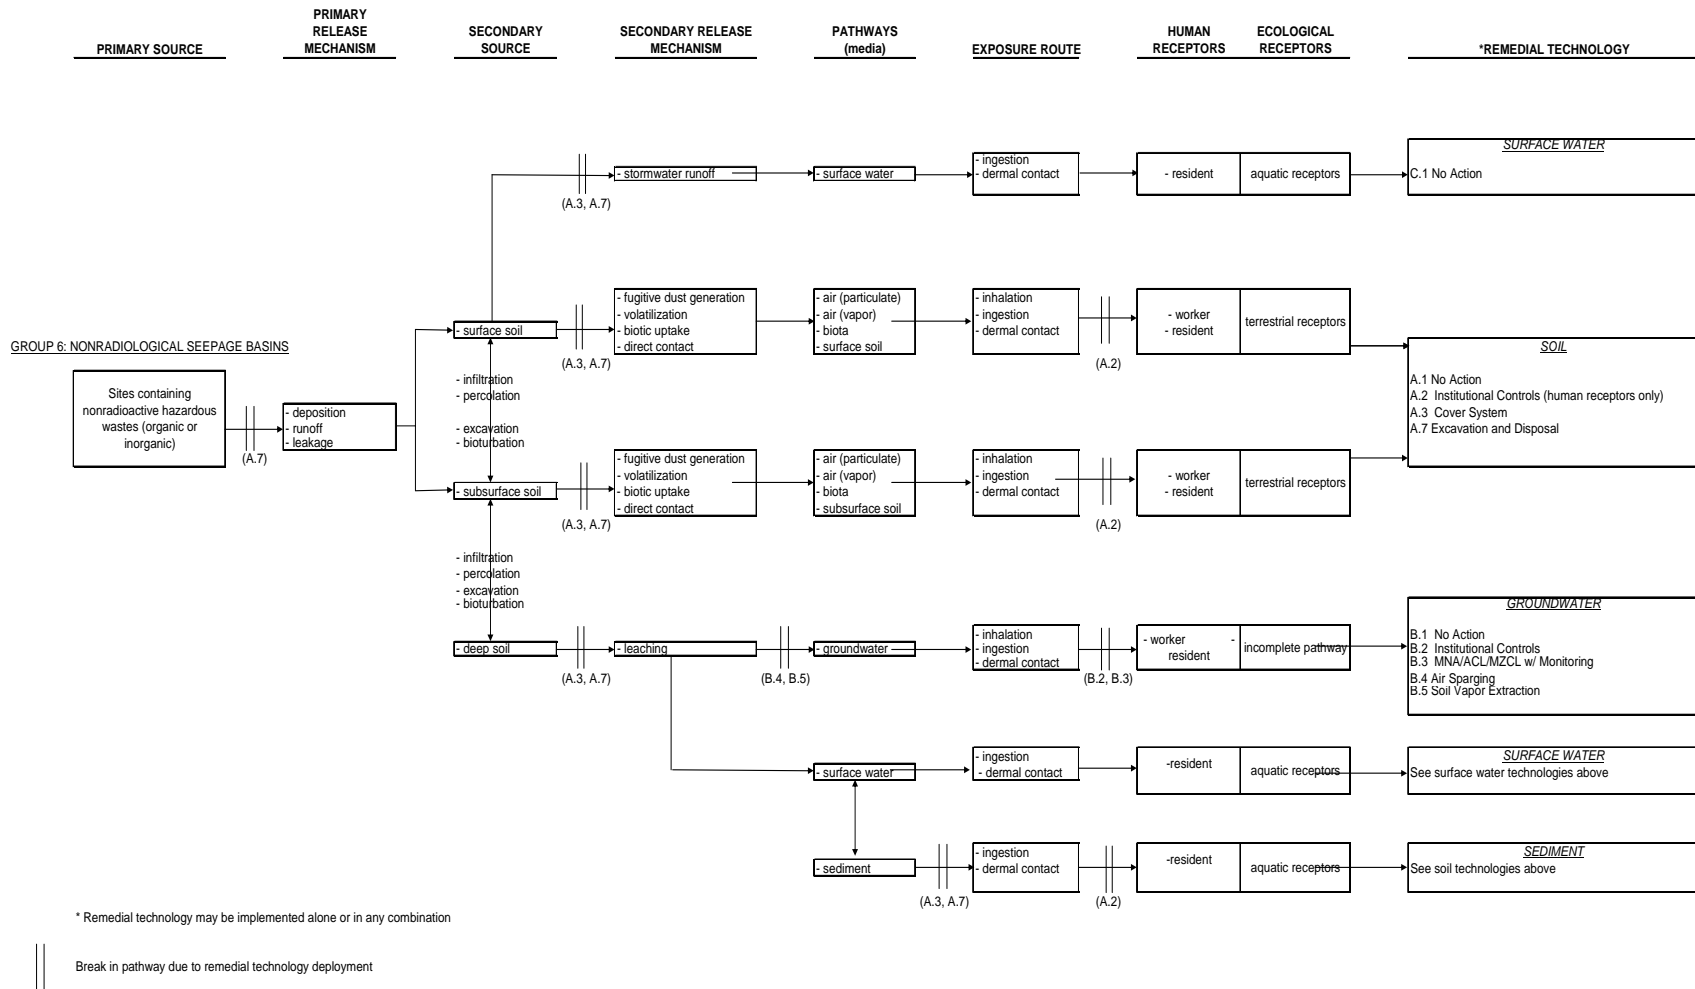 PRIMARY SOURCE
PRIMARY
RELEASE
MECHANISM
SECONDARY
SOURCE
SECONDARY RELEASE
MECHANISM
PATHWAYS
(media)
EXPOSURE ROUTE
HUMAN
RECEPTORS
ECOLOGICAL
RECEPTORS
*REMEDIAL TECHNOLOGY
(A.3, A.7)
- stormwater runoff
- surface water
- ingestion
- dermal contact
- resident
aquatic receptors
SURFACE WATER
C.1 No Action
GROUP 6: NONRADIOLOGICAL SEEPAGE BASINS
Sites containing
nonradioactive hazardous
wastes (organic or
inorganic)
(A.7)
- deposition
- runoff
- leakage
- surface soil
(A.3, A.7)
- fugitive dust generation
- volatilization
- biotic uptake
- direct contact
- air (particulate)
- air (vapor)
- biota
- surface soil
- inhalation
- ingestion
- dermal contact
(A.2)
- worker
- resident
terrestrial receptors
SOIL
A.1 No Action
A.2 Institutional Controls (human receptors only)
A.3 Cover System
A.7 Excavation and Disposal
- infiltration
- percolation
- excavation
- bioturbation
- subsurface soil
(A.3, A.7)
- fugitive dust generation
- volatilization
- biotic uptake
- direct contact
- air (particulate)
- air (vapor)
- biota
- subsurface soil
- inhalation
- ingestion
- dermal contact
(A.2)
- worker
- resident
terrestrial receptors
- infiltration
- percolation
- excavation
- bioturbation
- deep soil
(A.3, A.7)
- leaching
(B.4, B.5)
- groundwater
- inhalation
- ingestion
- dermal contact
(B.2, B.3)
- worker -
resident
incomplete pathway
GROUNDWATER
B.1 No Action
B.2 Institutional Controls
B.3 MNA/ACL/MZCL w/ Monitoring
B.4 Air Sparging
B.5 Soil Vapor Extraction
- surface water
- ingestion
- dermal contact
-resident
aquatic receptors
SURFACE WATER
See surface water technologies above
- sediment
(A.3, A.7)
- ingestion
- dermal contact
(A.2)
-resident
aquatic receptors
SEDIMENT
See soil technologies above
* Remedial technology may be implemented alone or in any combination
Break in pathway due to remedial technology deployment